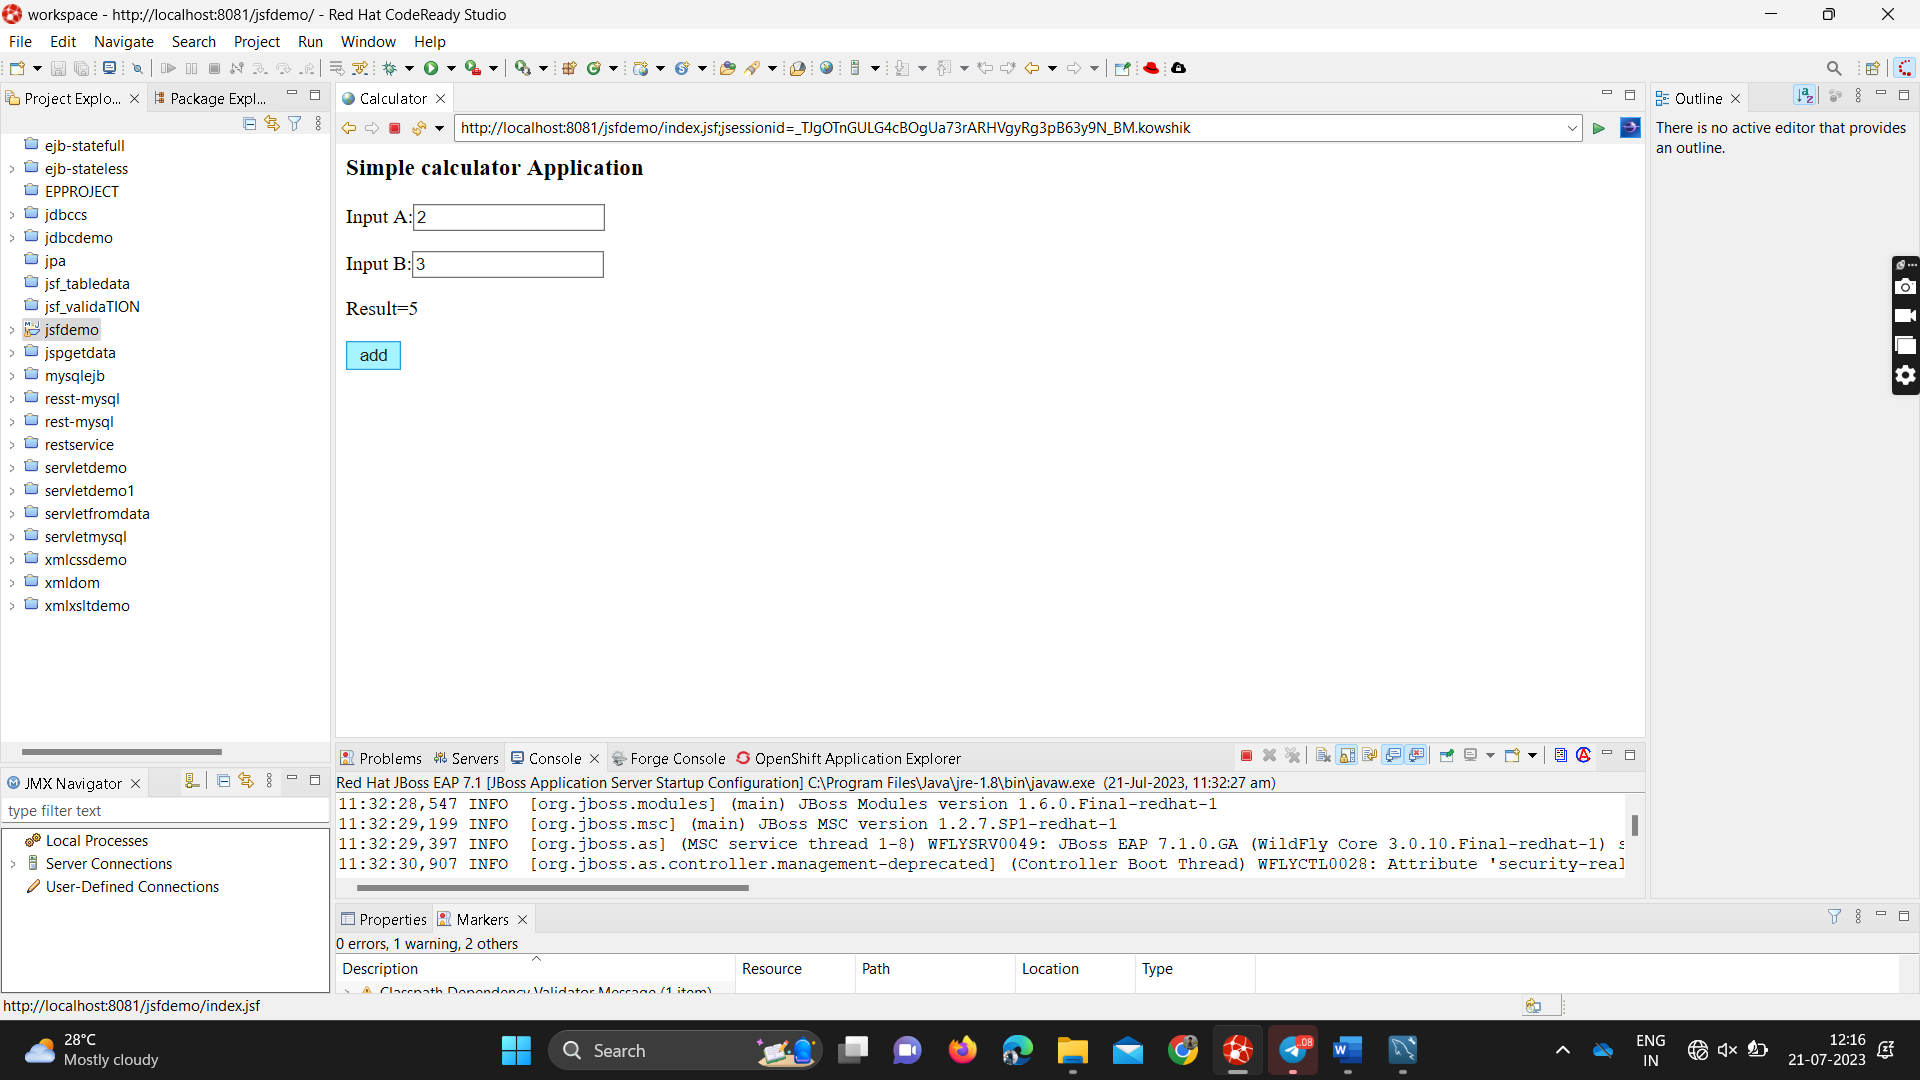 workspace - http://localhost:8081/jsfdemo/ - Red Hat CodeReady Studio
File Edit Navigate Search Project Run Window Help
Project Explo... Package Expl...
ejb-statefull
ejb-stateless
EPPROJECT
jdbccs
jdbcdemo
jpa
jsf_tabledata
jsf_validaTION
jsfdemo
jspgetdata
mysqlejb
resst-mysql
rest-mysql
restservice
servletdemo
servletdemo1
servletfromdata
servletmysql
xmlcssdemo
xmldom
xmlxsltdemo
Calculator
http://localhost:8081/jsfdemo/index.jsf;jsessionid=_TJgOTnGULG4cBOgUa73rARHVgyRg3pB63y9N_BM.kowshik
Simple calculator Application
Input A: 2
Input B: 3
Result=5
add
Outline
There is no active editor that provides
an outline.
JMX Navigator
type filter text
Local Processes
Server Connections
User-Defined Connections
Problems Servers Console Forge Console OpenShift Application Explorer
Red Hat JBoss EAP 7.1 [JBoss Application Server Startup Configuration] C:\Program Files\Java\jre-1.8\bin\javaw.exe (21-Jul-2023, 11:32:27 am)
11:32:28,547 INFO [org.jboss.modules] (main) JBoss Modules version 1.6.0.Final-redhat-1
11:32:29,199 INFO [org.jboss.msc] (main) JBoss MSC version 1.2.7.SP1-redhat-1
11:32:29,397 INFO [org.jboss.as] (MSC service thread 1-8) WFLYSRV0049: JBoss EAP 7.1.0.GA (WildFly Core 3.0.10.Final-redhat-1) s
11:32:30,907 INFO [org.jboss.as.controller.management-deprecated] (Controller Boot Thread) WFLYCTL0028: Attribute 'security-real
Properties Markers
0 errors, 1 warning, 2 others
Description Resource Path Location Type
Classpath Dependency Validator Message (1 item)
http://localhost:8081/jsfdemo/index.jsf
28°C
Mostly cloudy
Search
ENG
IN
12:16
21-07-2023